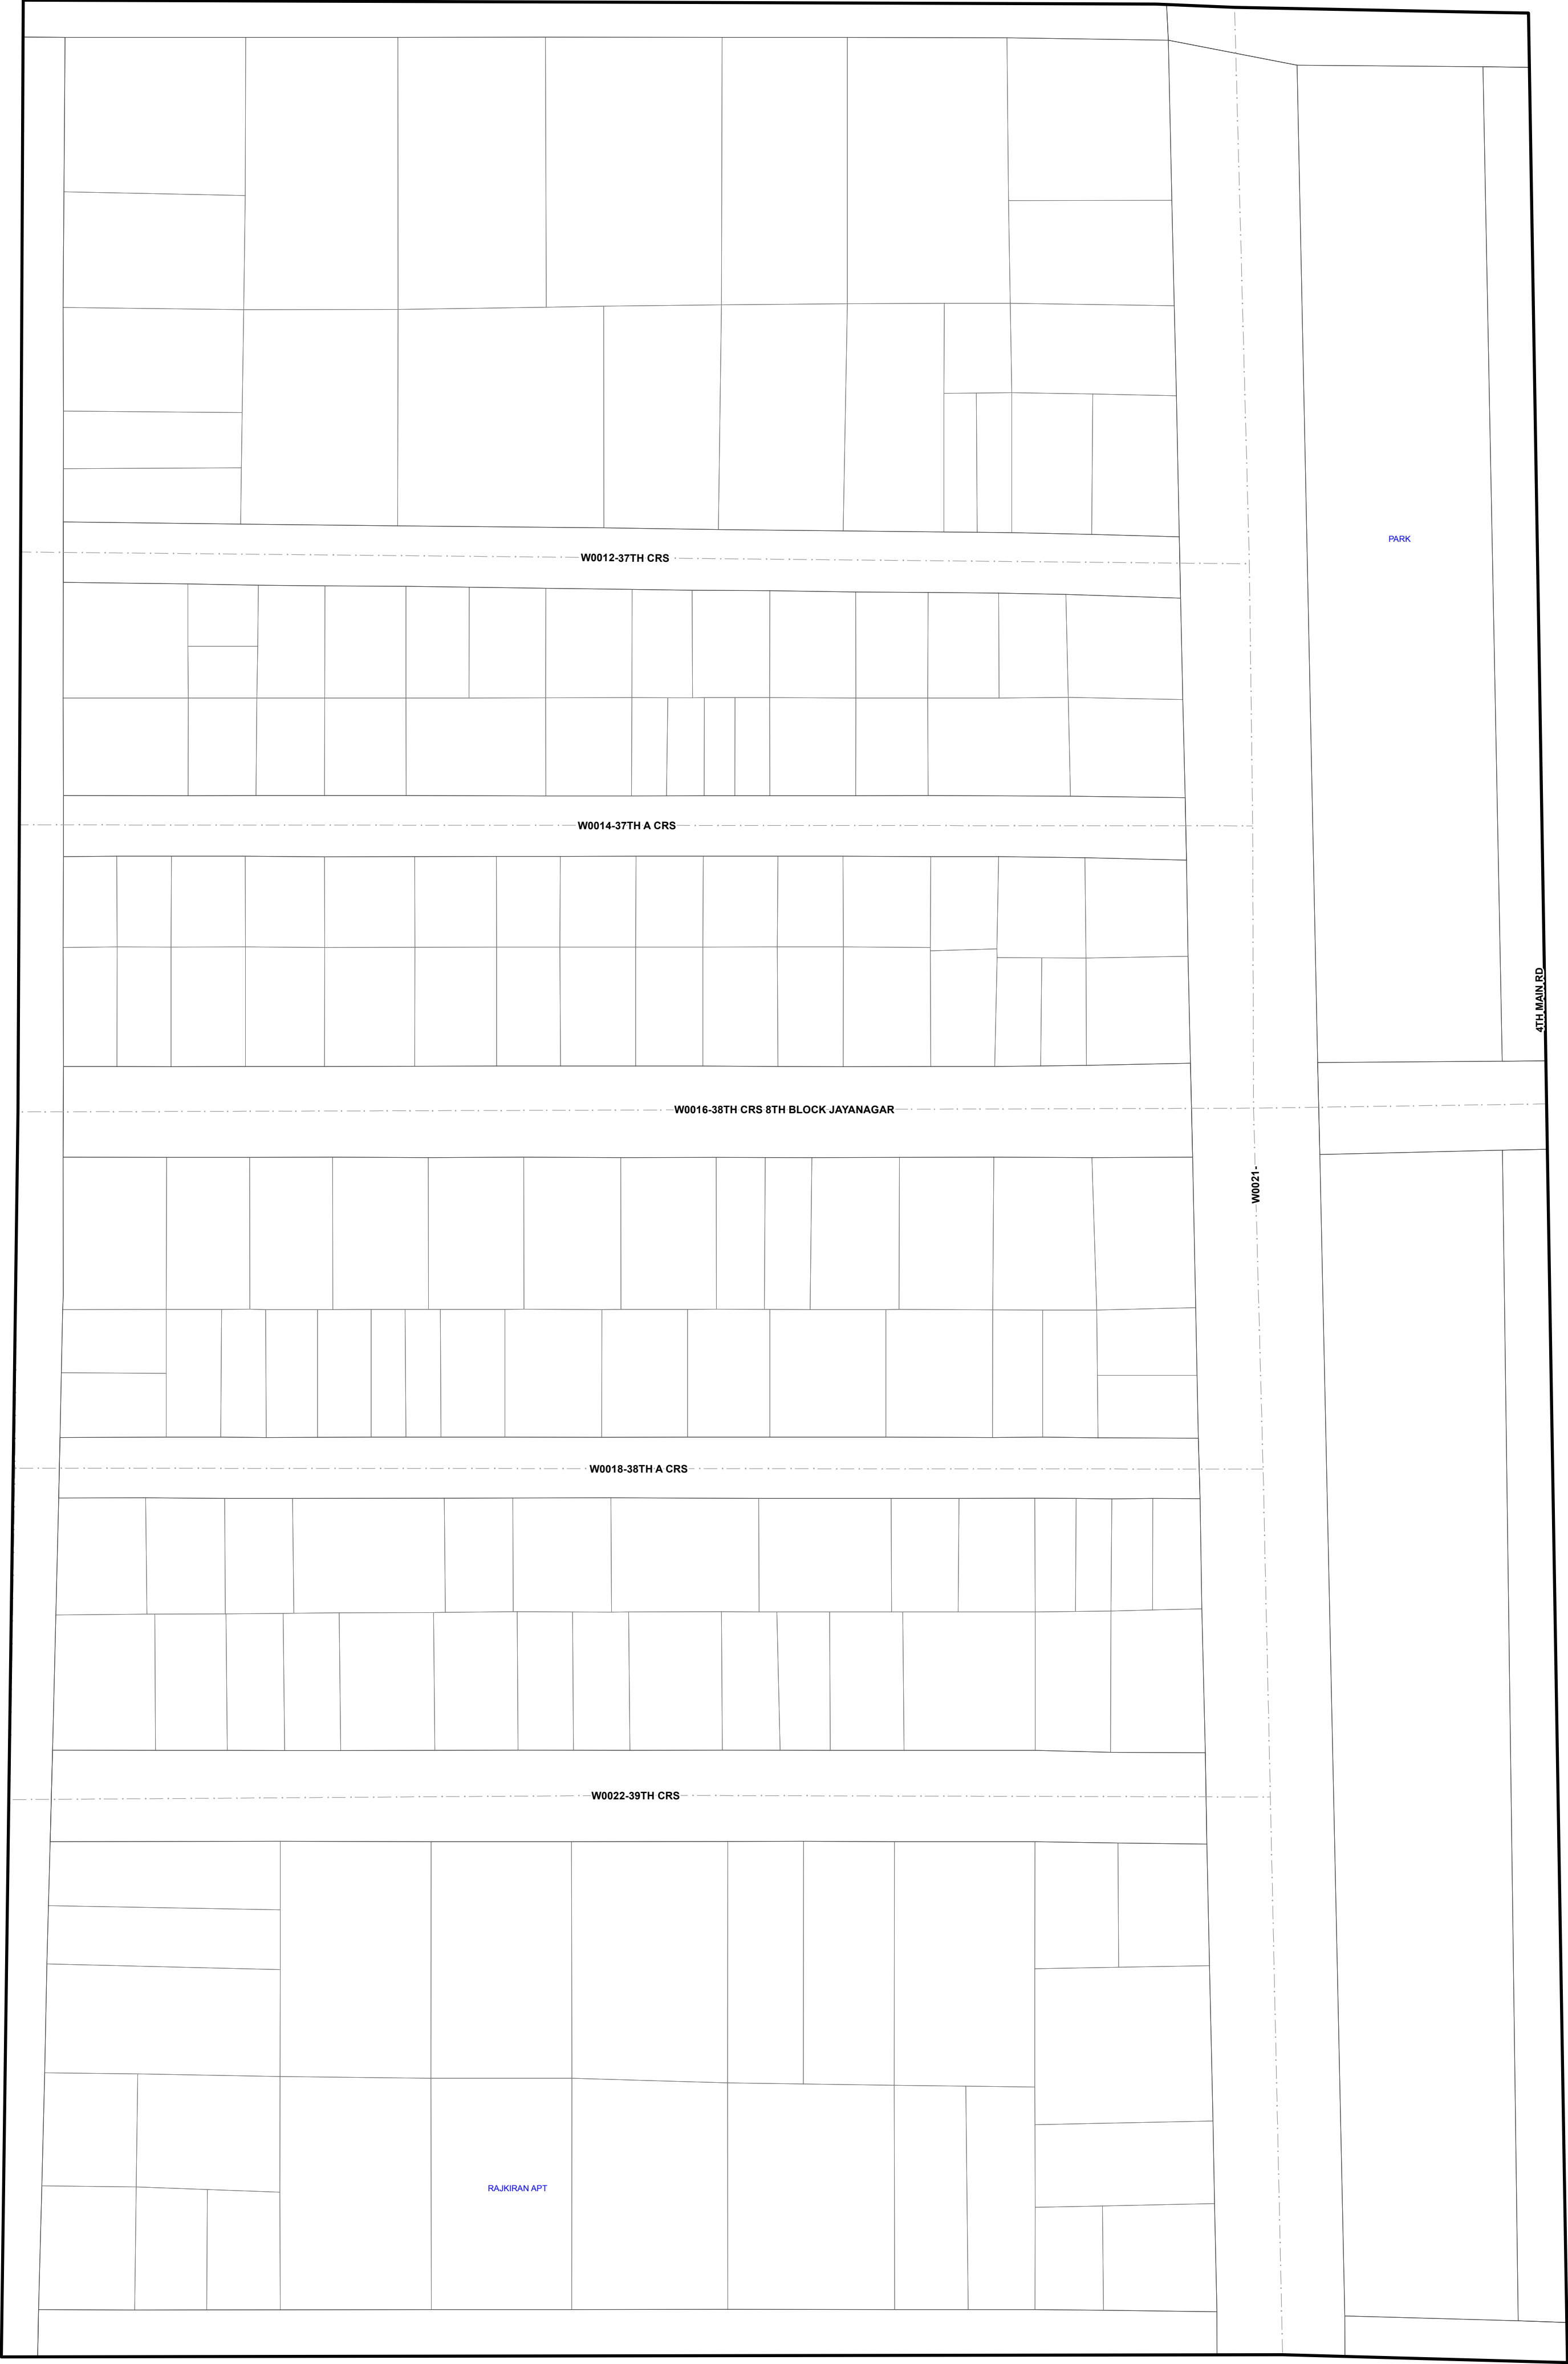 PARK
W0012-37TH CRS
W0014-37TH A CRS
4TH MAIN RD
W0016-38TH CRS 8TH BLOCK JAYANAGAR
W0021-
W0018-38TH A CRS
W0022-39TH CRS
RAJKIRAN APT